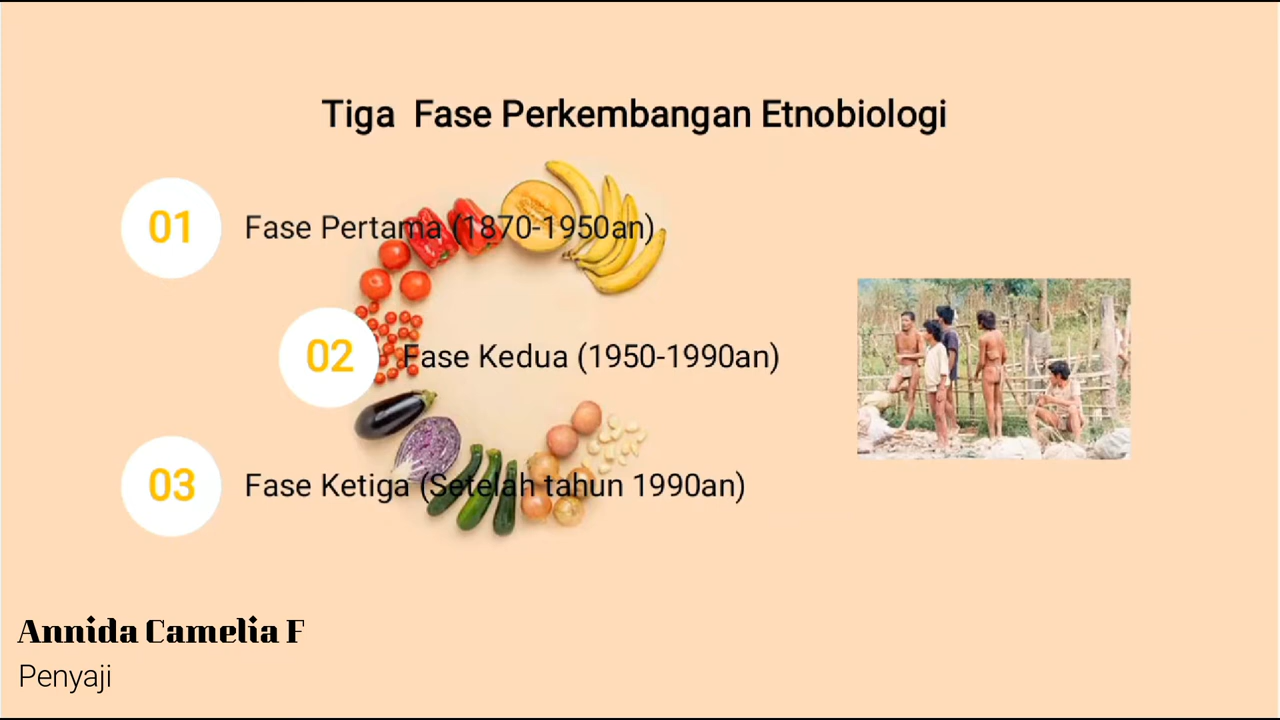 Tiga Fase Perkembangan Etnobiologi
01 Fase Pertama (1870-1950an)
02 Fase Kedua (1950-1990an)
03 Fase Ketiga (Setelah tahun 1990an)
Annida Camelia F
Penyaji